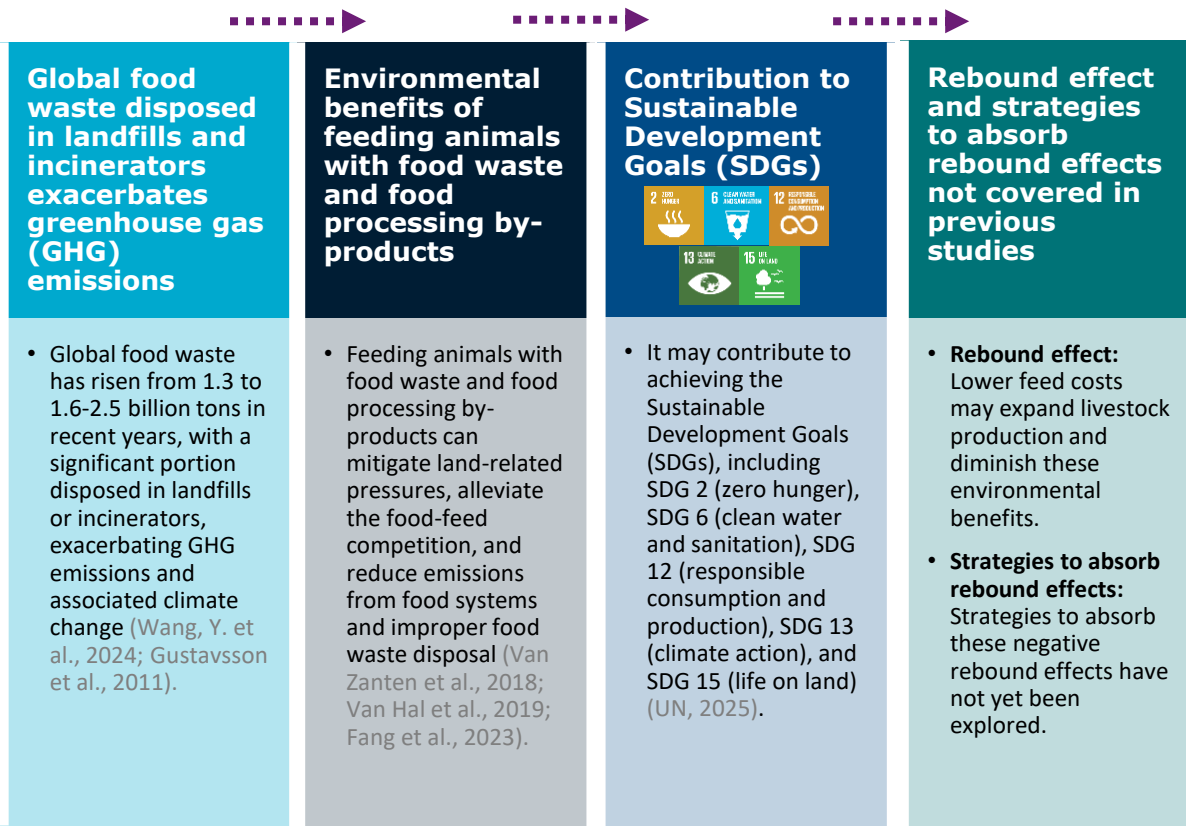 Global food
waste disposed
in landfills and
incinerators
exacerbates
greenhouse gas
(GHG)
emissions
• Global food waste
has risen from 1.3 to
1.6-2.5 billion tons in
recent years, with a
significant portion
disposed in landfills
or incinerators,
exacerbating GHG
emissions and
associated climate
change (Wang, Y. et
al., 2024; Gustavsson
et al., 2011).
Environmental
benefits of
feeding animals
with food waste
and food
processing by-
products
• Feeding animals with
food waste and food
processing by-
products can
mitigate land-related
pressures, alleviate
the food-feed
competition, and
reduce emissions
from food systems
and improper food
waste disposal (Van
Zanten et al., 2018;
Van Hal et al., 2019;
Fang et al., 2023).
Contribution to
Sustainable
Development
Goals (SDGs)
2 ZERO
HUNGER
6 CLEAN WATER
AND SANITATION
12 RESPONSIBLE
CONSUMPTION
AND PRODUCTION
13 CLIMATE
ACTION
15 LIFE
ON LAND
• It may contribute to
achieving the
Sustainable
Development Goals
(SDGs), including
SDG 2 (zero hunger),
SDG 6 (clean water
and sanitation), SDG
12 (responsible
consumption and
production), SDG 13
(climate action), and
SDG 15 (life on land)
(UN, 2025).
Rebound effect
and strategies
to absorb
rebound effects
not covered in
previous
studies
• Rebound effect:
Lower feed costs
may expand livestock
production and
diminish these
environmental
benefits.
• Strategies to absorb
rebound effects:
Strategies to absorb
these negative
rebound effects have
not yet been
explored.